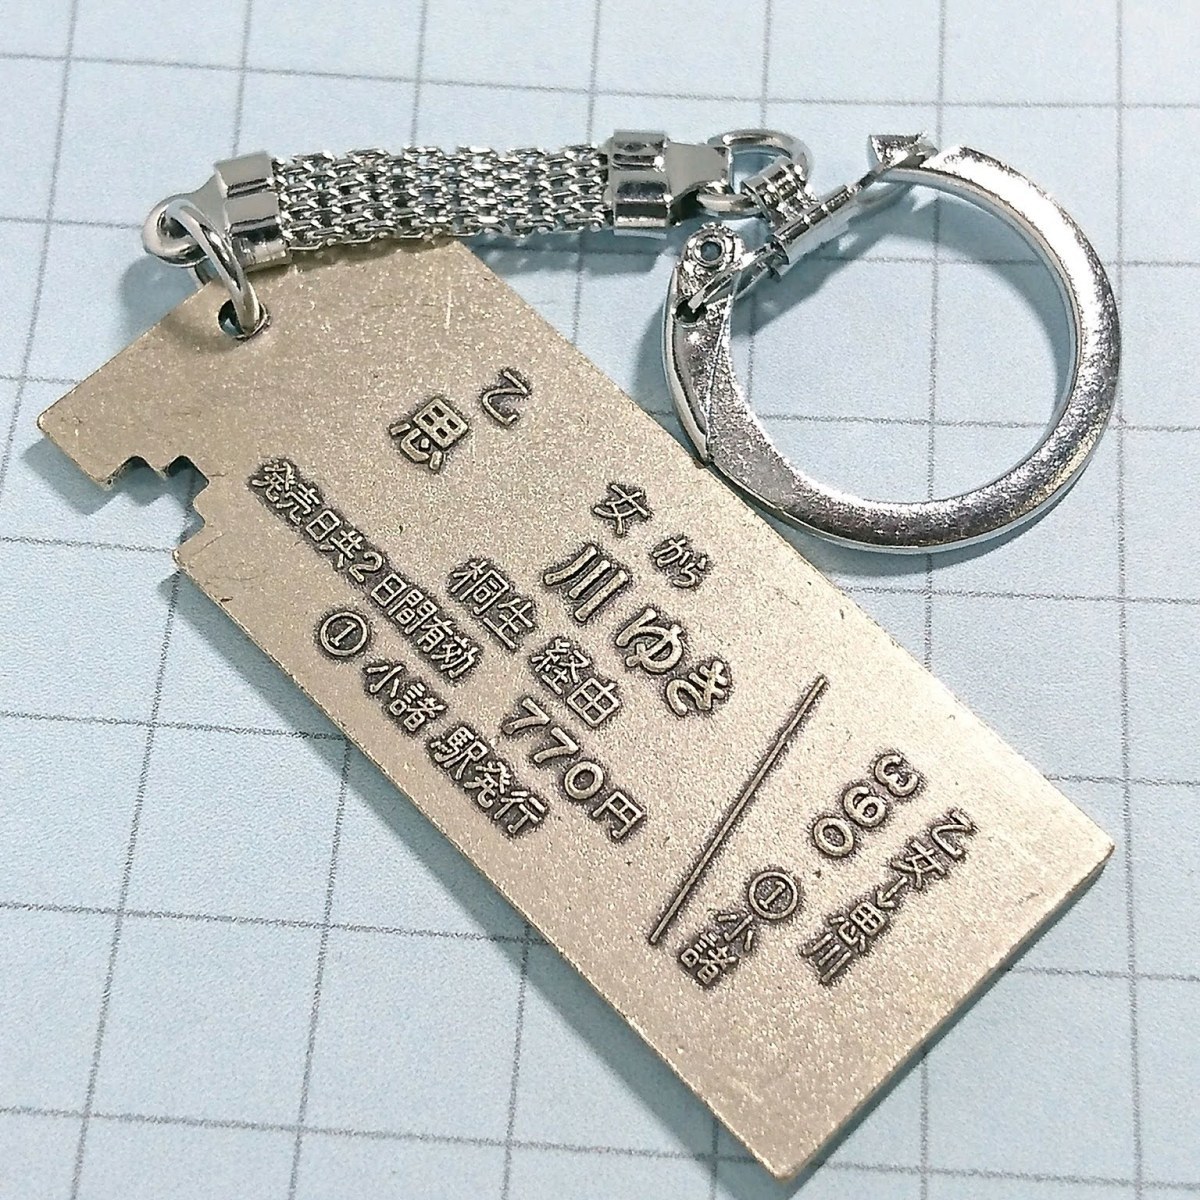 乙女から
思川ゆき
桐生経由 770円
発売日共2日間有効
①小諸駅発行
乙女→思川
390
①小諸